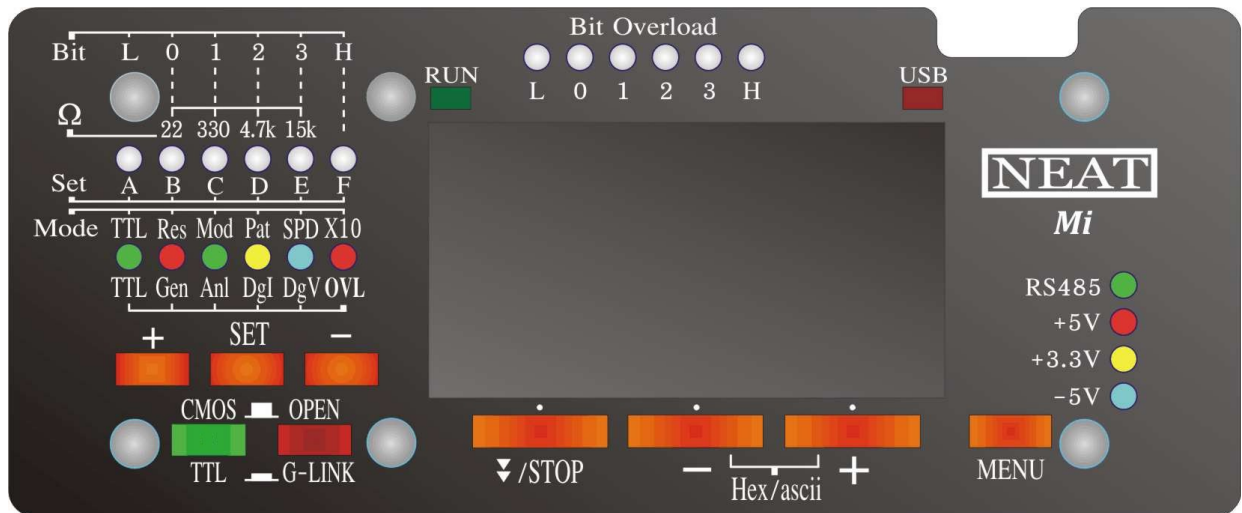 Bit Overload
Bit L 0 1 2 3 H
RUN
L 0 1 2 3 H
USB
Ω 22 330 4.7k 15k
Set A B C D E F
Mode TTL Res Mod Pat SPD X10
TTL Gen Anl DgI DgV OVL
+ SET −
CMOS OPEN
TTL G-LINK
NEAT
Mi
RS485
+5V
+3.3V
−5V
/STOP − + MENU
Hex/ascii